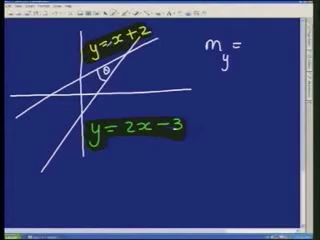 y = x + 2
θ
m
y =
y = 2x - 3